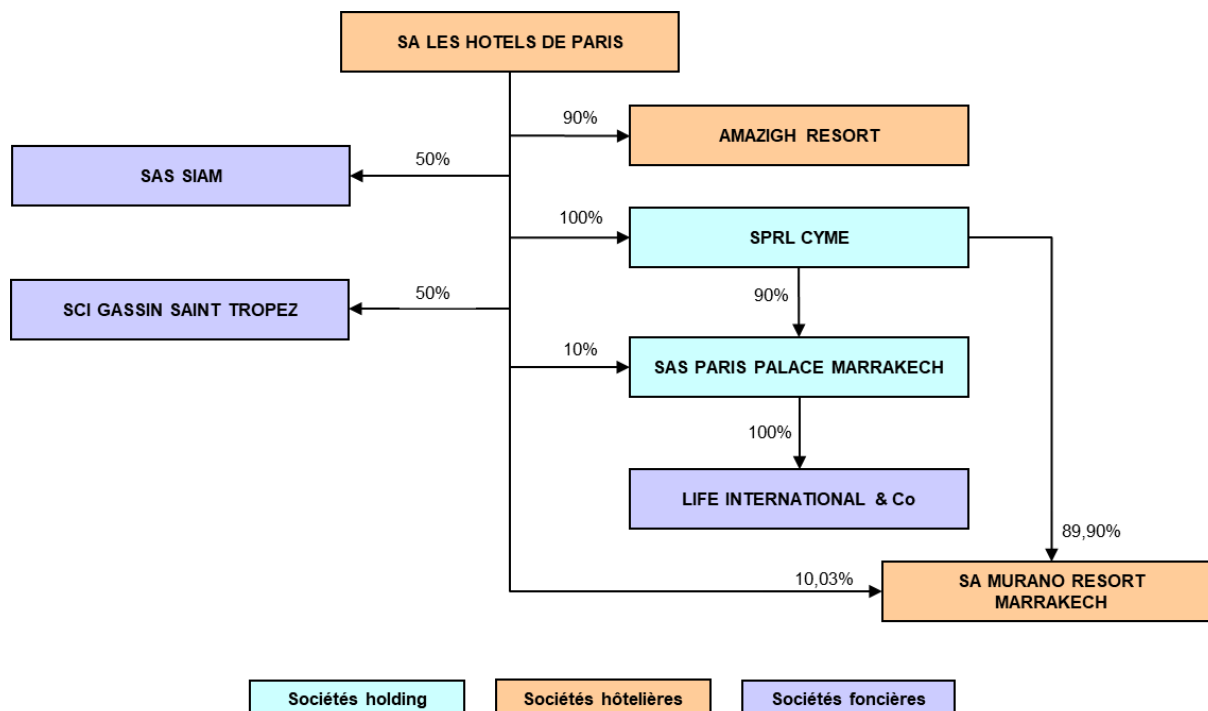 SA LES HOTELS DE PARIS
90%
AMAZIGH RESORT
50%
SAS SIAM
100%
SPRL CYME
50%
SCI GASSIN SAINT TROPEZ
90%
10%
SAS PARIS PALACE MARRAKECH
100%
LIFE INTERNATIONAL & Co
89,90%
10,03%
SA MURANO RESORT
MARRAKECH
Sociétés holding
Sociétés hôtelières
Sociétés foncières